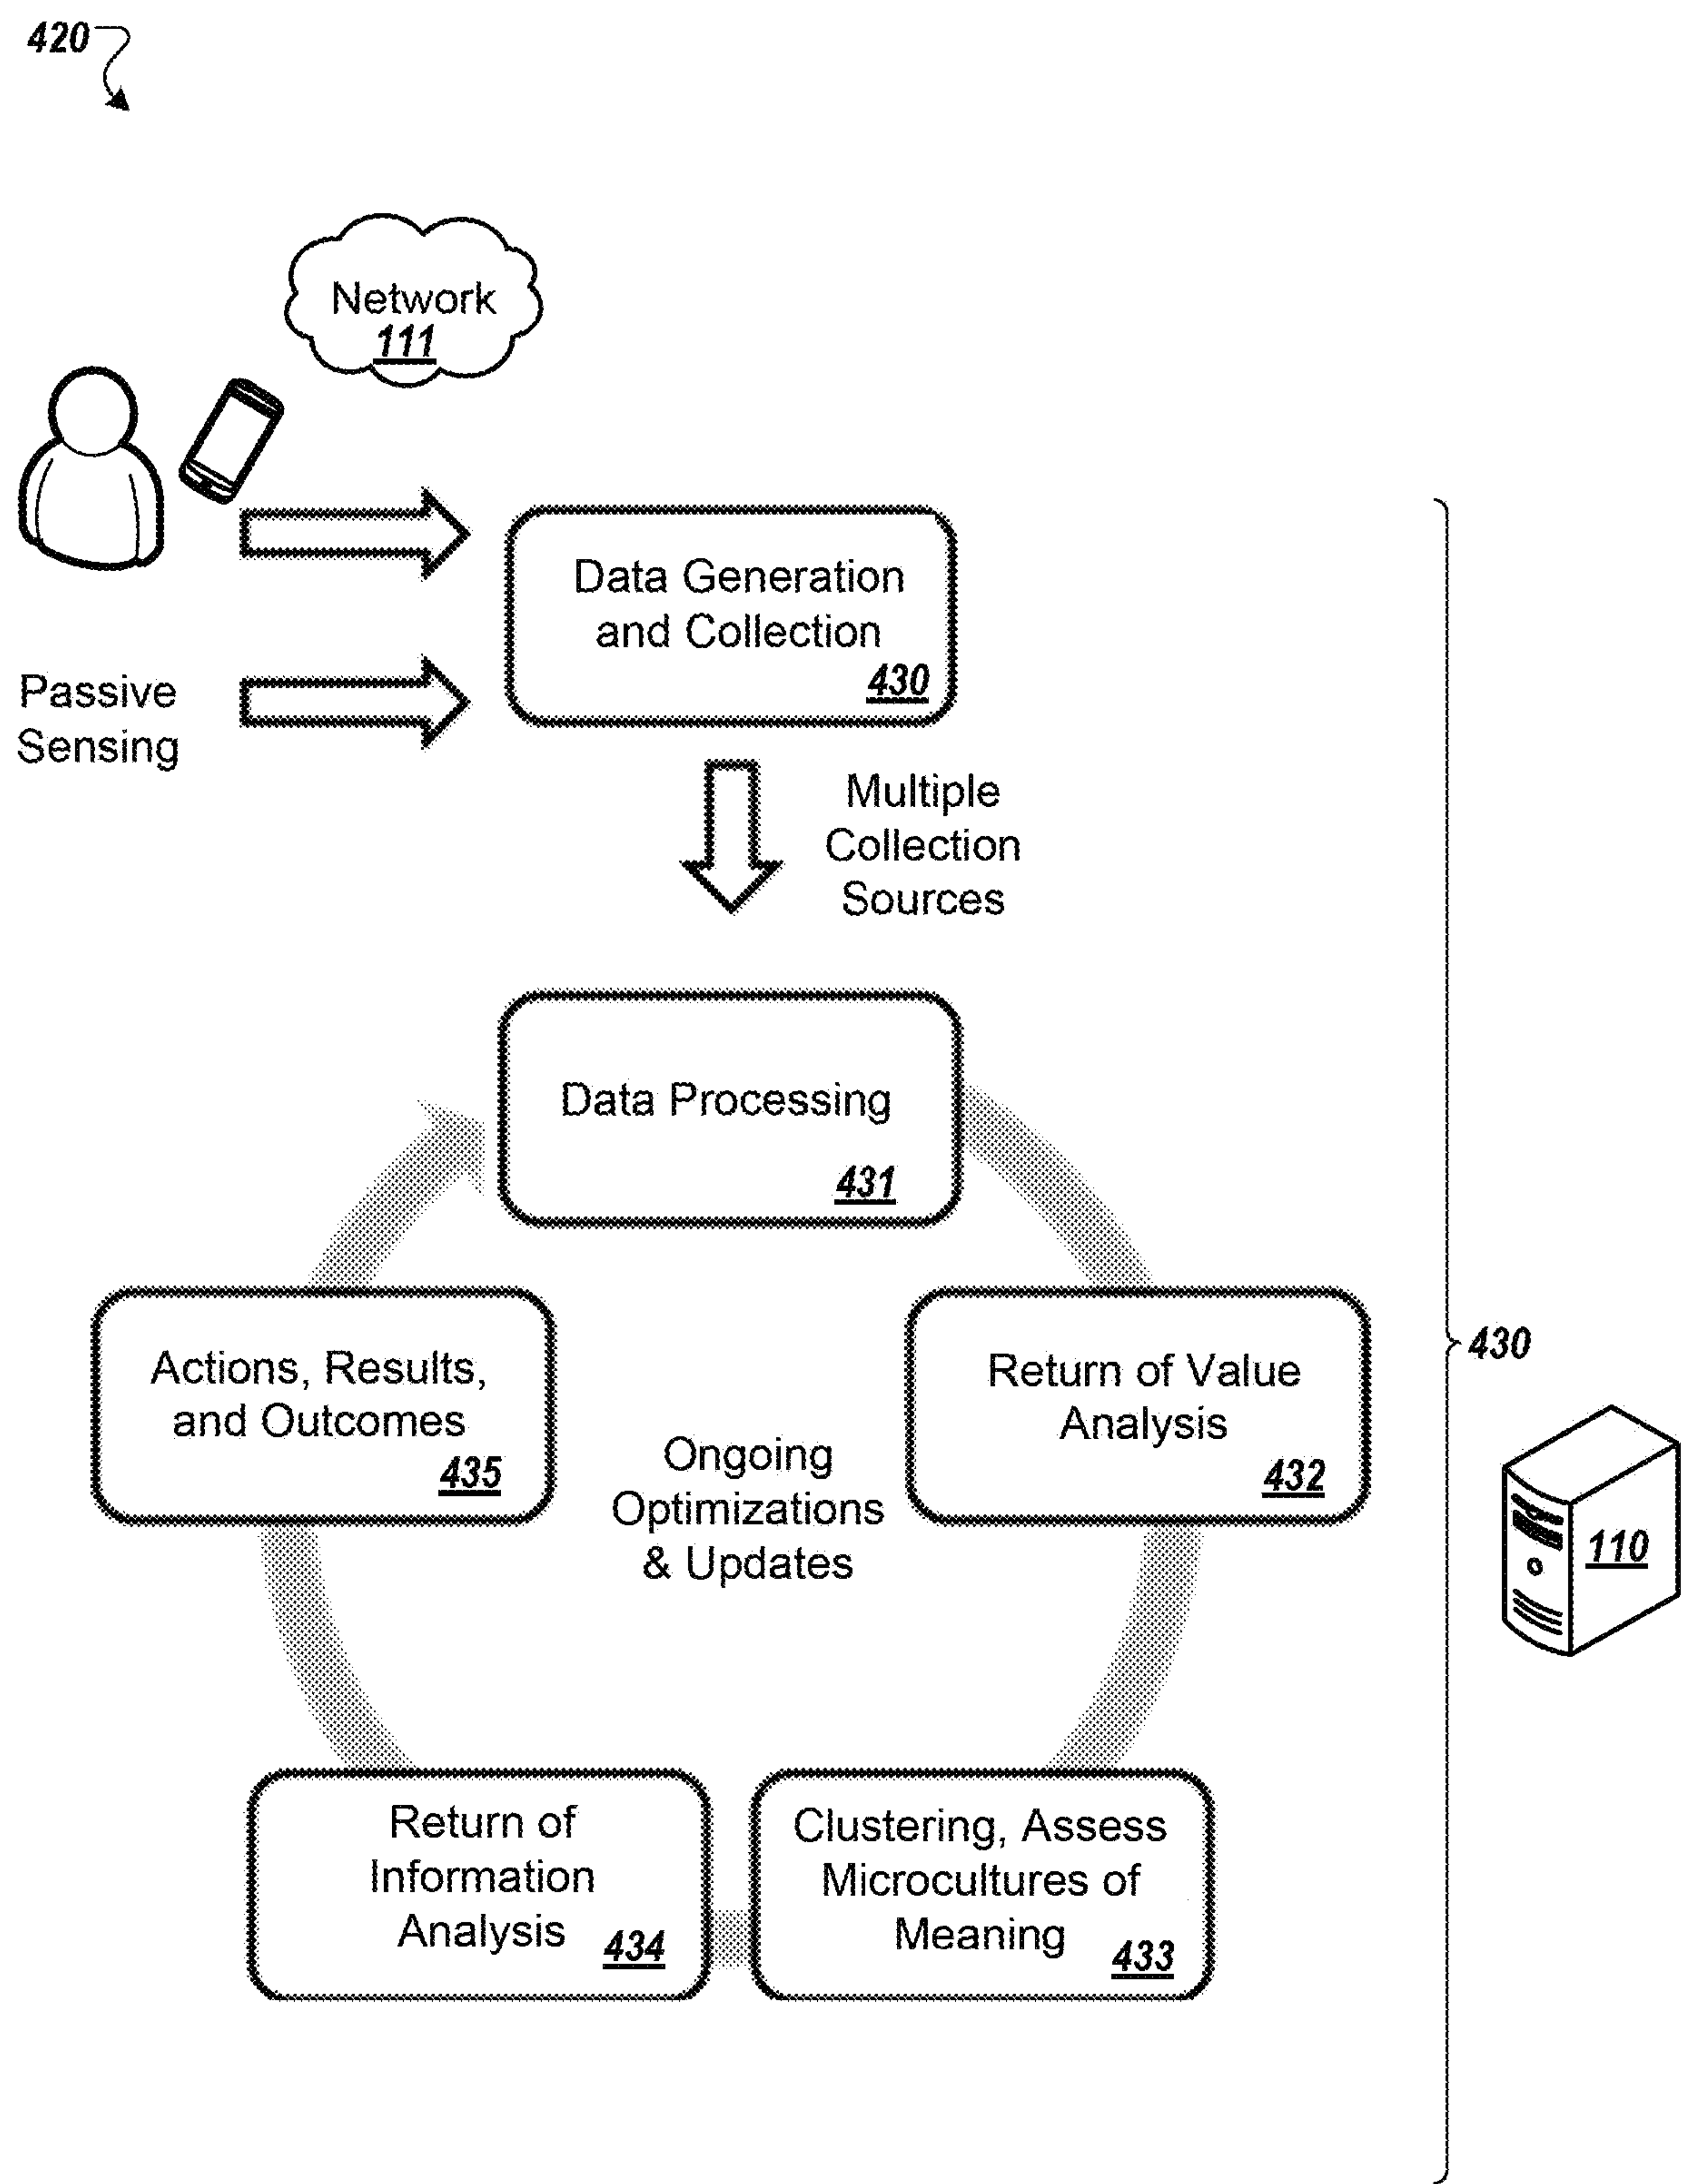 420
Network
111
Data Generation
and Collection
430
Passive
Sensing
Multiple
Collection
Sources
Data Processing
431
Actions, Results,
and Outcomes
435
Return of Value
Analysis
432
430
Ongoing
Optimizations
& Updates
110
Return of
Information
Analysis
434
Clustering, Assess
Microcultures of
Meaning
433